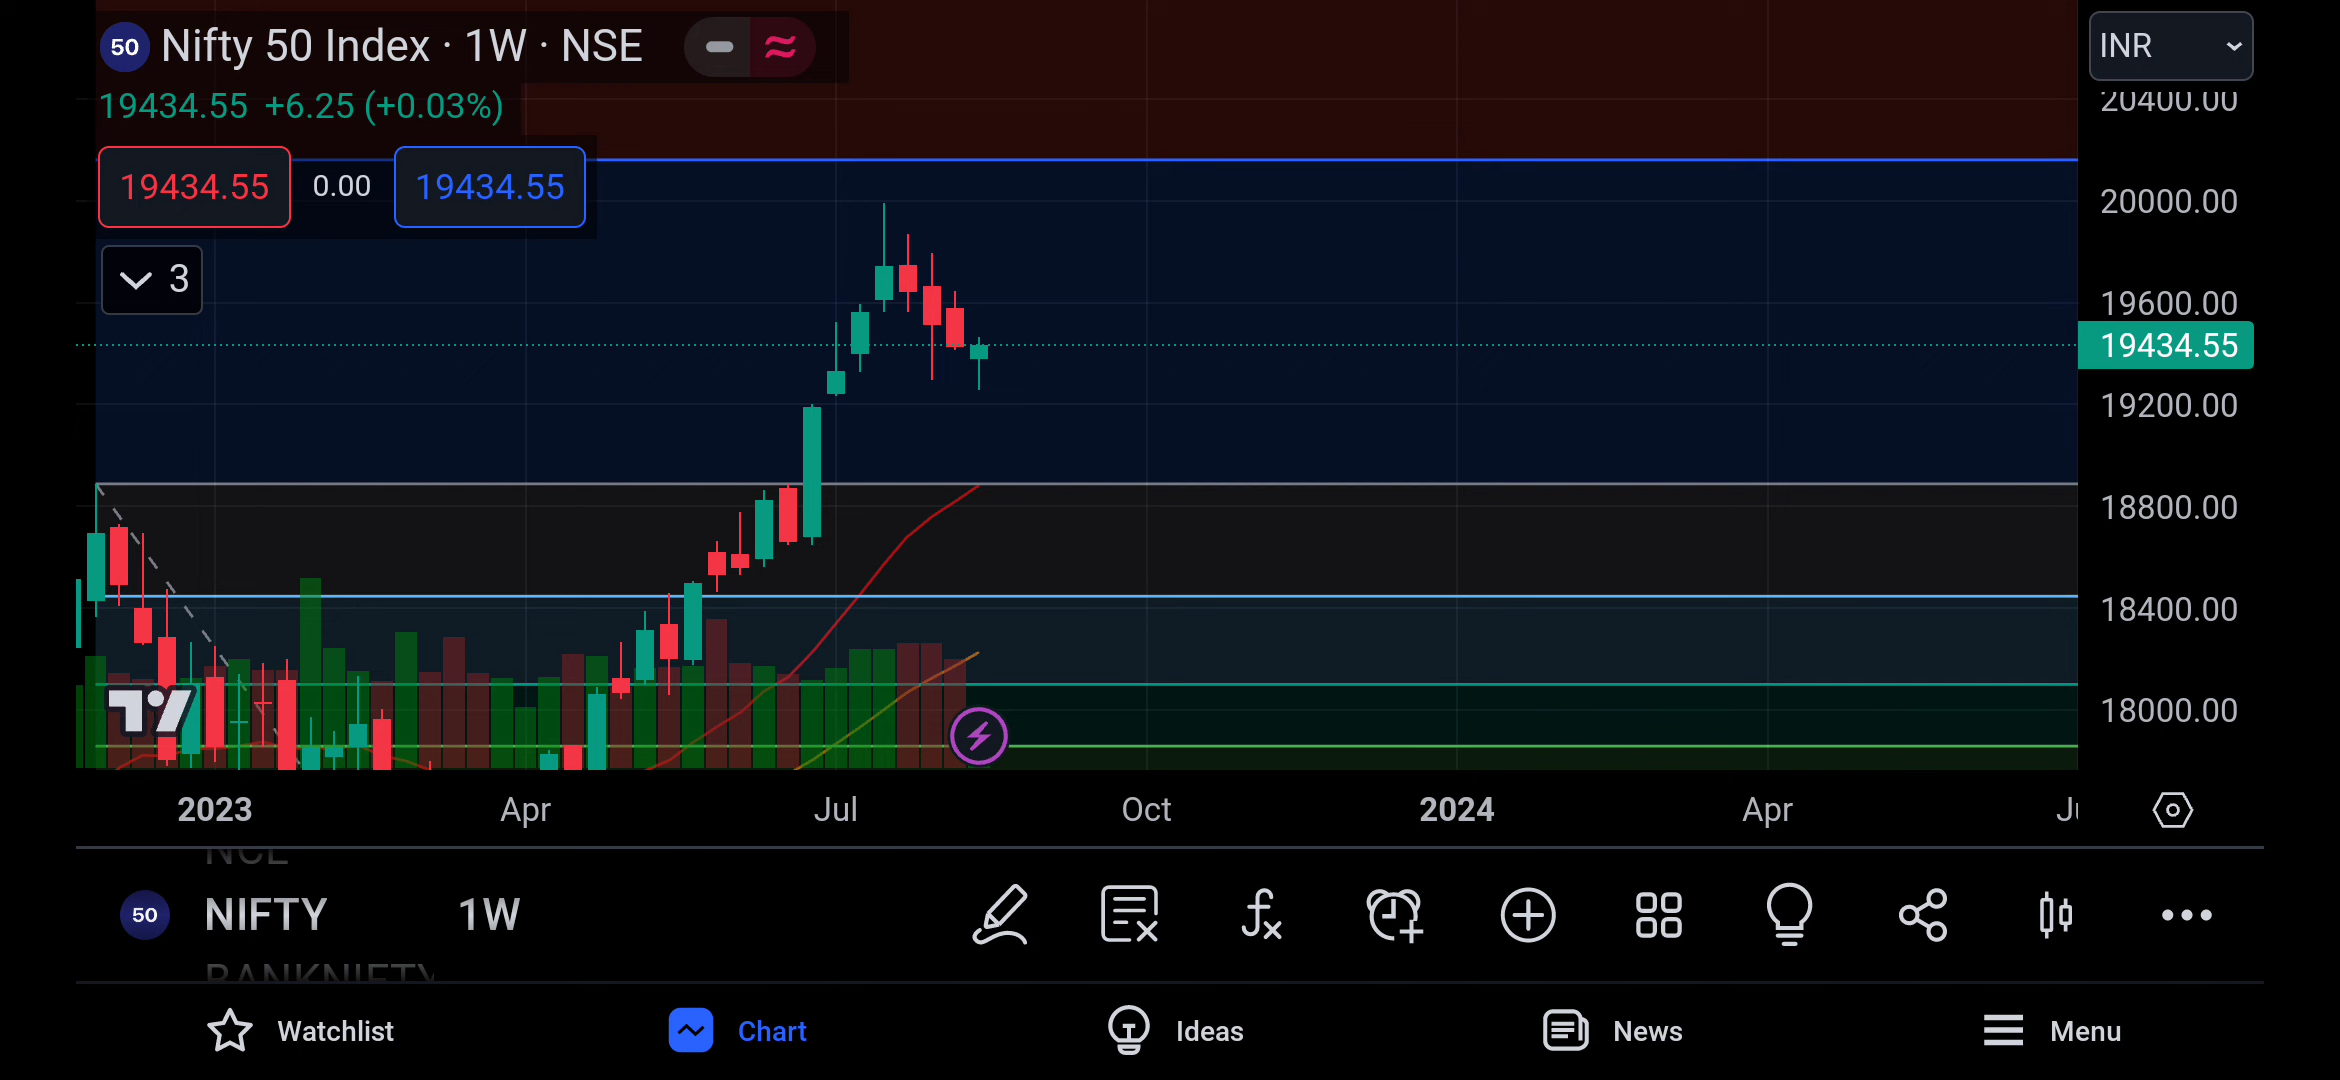 50 Nifty 50 Index · 1W · NSE
INR
19434.55 +6.25 (+0.03%)
20400.00
19434.55 0.00 19434.55
20000.00
3
19600.00
19434.55
19200.00
18800.00
18400.00
18000.00
2023 Apr Jul Oct 2024 Apr
50 NIFTY 1W
BANKNIFTY
Watchlist Chart Ideas News Menu